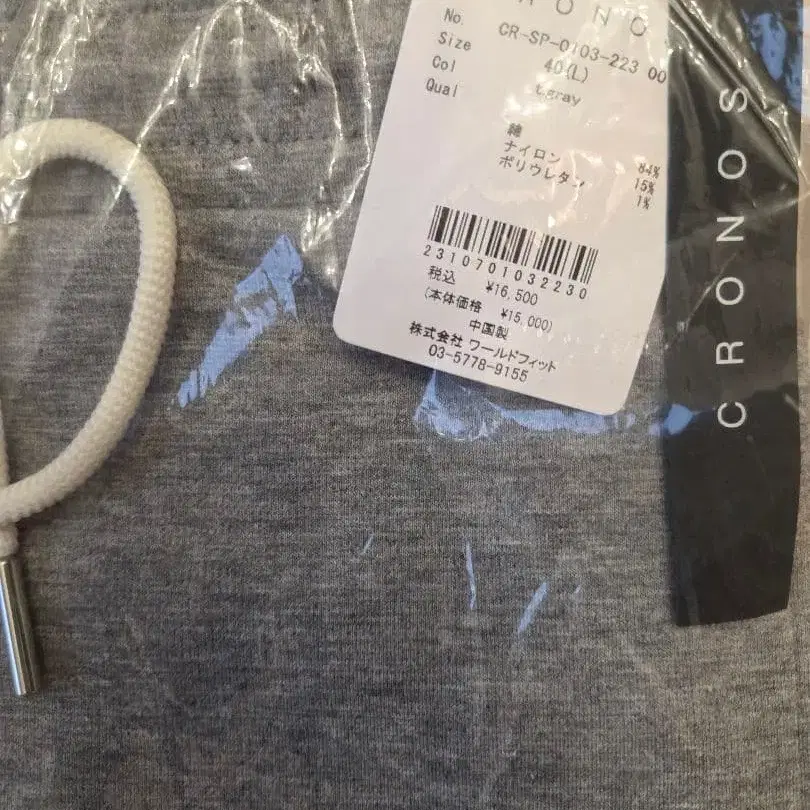 No. CR-SP-0103-223 00
Size 40(L)
Col t.gray
Qual
綿 84%
ナイロン 15%
ポリウレタン 1%
2310701032230
税込 ¥16,500
(本体価格 ¥15,000)
中国製
株式会社 ワールドフィット
03-5778-9155
CRONOS